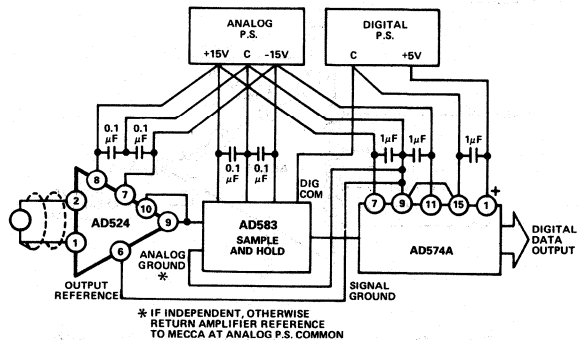 ANALOG
P.S.
+15V C -15V
DIGITAL
P.S.
C +5V
0.1
μF
0.1
μF
0.1
μF
0.1
μF
1μF
1μF
1μF
DIG
COM
8
7
10
9
2
1
6
AD524
AD583
SAMPLE
AND HOLD
7
9
11
15
1
+
AD574A
DIGITAL
DATA
OUTPUT
ANALOG
GROUND
*
OUTPUT
REFERENCE
SIGNAL
GROUND
* IF INDEPENDENT, OTHERWISE
RETURN AMPLIFIER REFERENCE
TO MECCA AT ANALOG P.S. COMMON